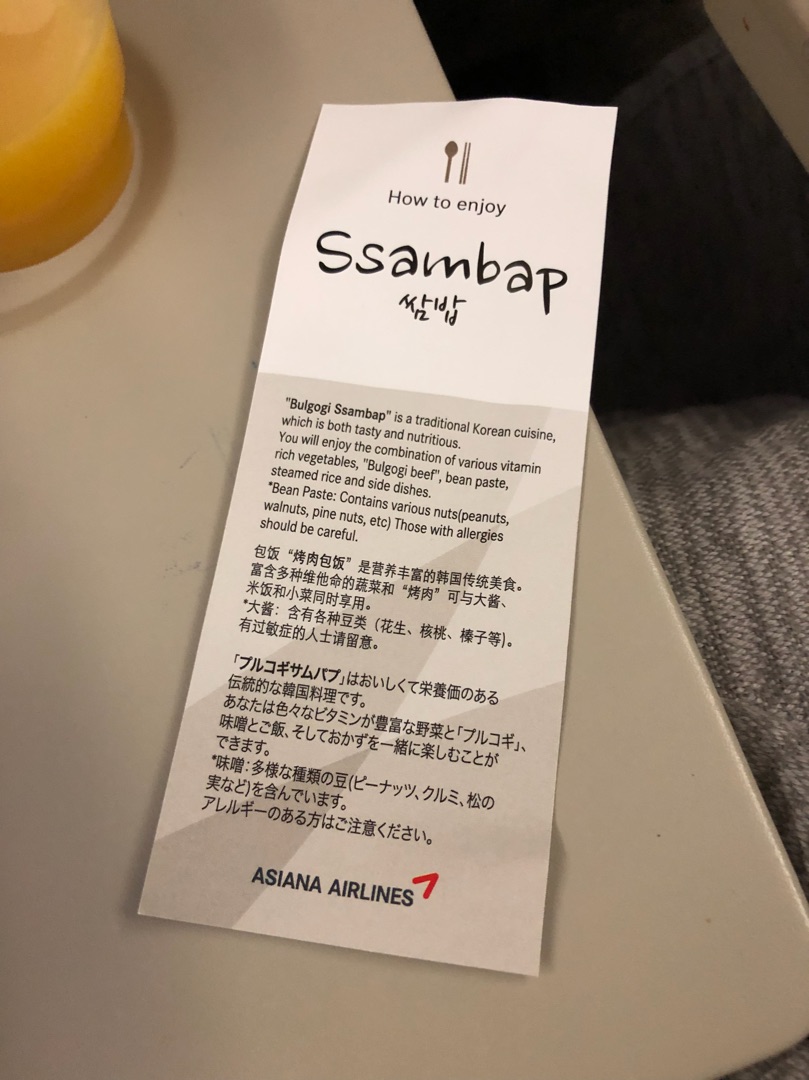 How to enjoy
Ssambap
쌈밥
"Bulgogi Ssambap" is a traditional Korean cuisine,
which is both tasty and nutritious.
You will enjoy the combination of various vitamin
rich vegetables, "Bulgogi beef", bean paste,
steamed rice and side dishes.
*Bean Paste: Contains various nuts(peanuts,
walnuts, pine nuts, etc) Those with allergies
should be careful.
包饭“烤肉包饭”是营养丰富的韩国传统美食。
富含多种维他命的蔬菜和“烤肉”可与大酱、
米饭和小菜同时享用。
*大酱：含有各种豆类（花生、核桃、榛子等)。
有过敏症的人士请留意。
「プルコギサムパプ」はおいしくて栄養価のある
伝統的な韓国料理です。
あなたは色々なビタミンが豊富な野菜と「プルコギ」、
味噌とご飯、そしておかずを一緒に楽しむことが
できます。
*味噌：多様な種類の豆(ピーナッツ、クルミ、松の
実など)を含んでいます。
アレルギーのある方はご注意ください。
ASIANA AIRLINES